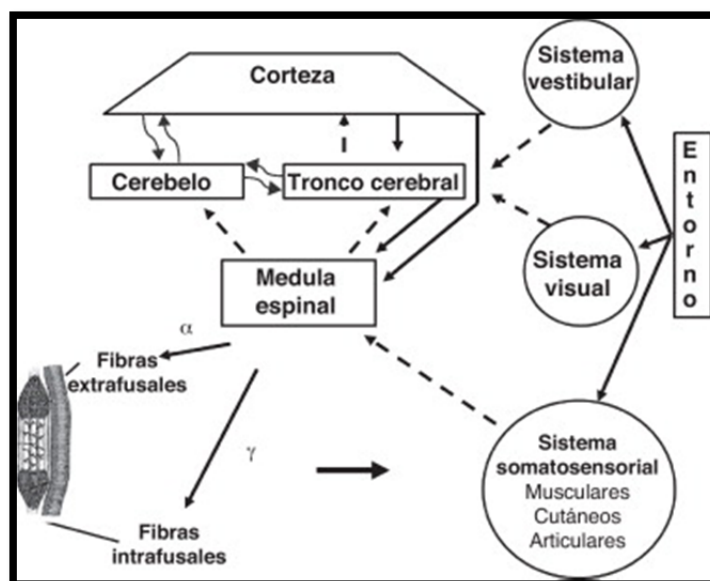 Corteza
Sistema
vestibular
Cerebelo
Tronco cerebral
Entorno
Medula
espinal
Sistema
visual
α
Fibras
extrafusales
γ
Fibras
intrafusales
Sistema
somatosensorial
Musculares
Cutáneos
Articulares